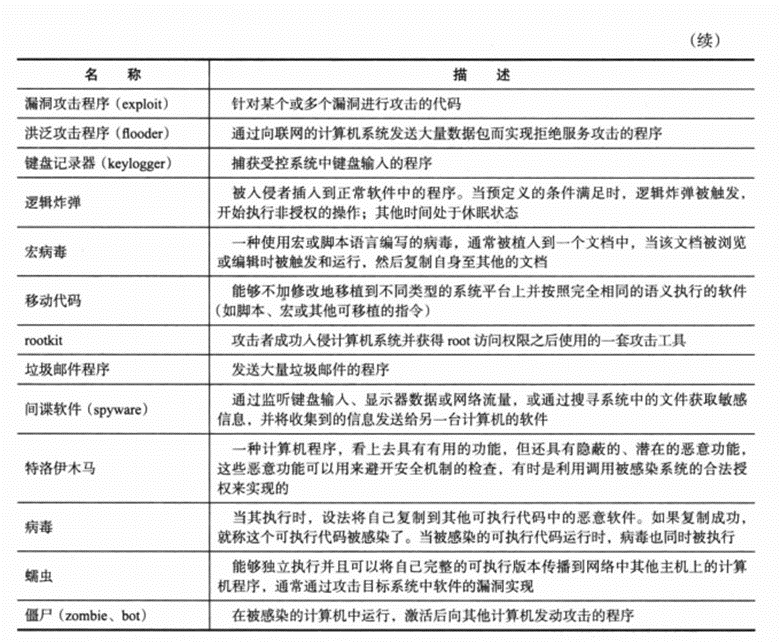 （续）
名 称 描 述
漏洞攻击程序（exploit） 针对某个或多个漏洞进行攻击的代码
洪泛攻击程序（flooder） 通过向联网的计算机系统发送大量数据包而实现拒绝服务攻击的程序
键盘记录器（keylogger） 捕获受控系统中键盘输入的程序
逻辑炸弹 被入侵者插入到正常软件中的程序。当预定义的条件满足时，逻辑炸弹被触发，
开始执行非授权的操作；其他时间处于休眠状态
宏病毒 一种使用宏或脚本语言编写的病毒，通常被植入到一个文档中，当该文档被浏览
或编辑时被触发和运行，然后复制自身至其他的文档
移动代码 能够不加修改地移植到不同类型的系统平台上并按照完全相同的语义执行的软件
（如脚本、宏或其他可移植的指令）
rootkit 攻击者成功入侵计算机系统并获得 root 访问权限之后使用的一套攻击工具
垃圾邮件程序 发送大量垃圾邮件的程序
间谍软件（spyware） 通过监听键盘输入、显示器数据或网络流量，或通过搜寻系统中的文件获取敏感
信息，并将收集到的信息发送给另一台计算机的软件
特洛伊木马 一种计算机程序，看上去具有有用的功能，但还具有隐蔽的、潜在的恶意功能，
这些恶意功能可以用来避开安全机制的检查，有时是利用调用被感染系统的合法授
权来实现的
病毒 当其执行时，设法将自己复制到其他可执行代码中的恶意软件。如果复制成功，
就称这个可执行代码被感染了。当被感染的可执行代码运行时，病毒也同时被执行
蠕虫 能够独立执行并且可以将自己完整的可执行版本传播到网络中其他主机上的计算
机程序，通常通过攻击目标系统中软件的漏洞实现
僵尸（zombie、bot） 在被感染的计算机中运行，激活后向其他计算机发动攻击的程序